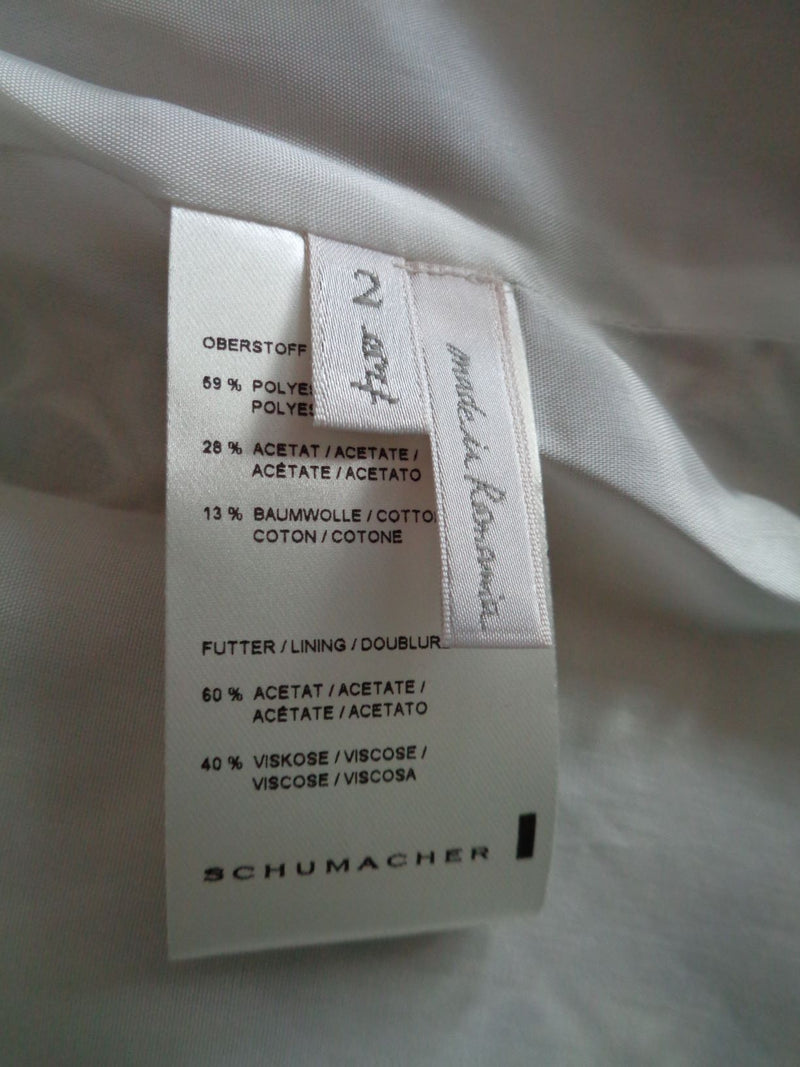 OBERSTOFF
59 % POLYES
POLYES
28 % ACETAT / ACETATE /
ACÉTATE / ACETATO
13 % BAUMWOLLE / COTTO
COTON / COTONE
FUTTER / LINING / DOUBLUR
60 % ACETAT / ACETATE /
ACÉTATE / ACETATO
40 % VISKOSE / VISCOSE /
VISCOSE / VISCOSA
SCHUMACHER
2
two
made in Romania